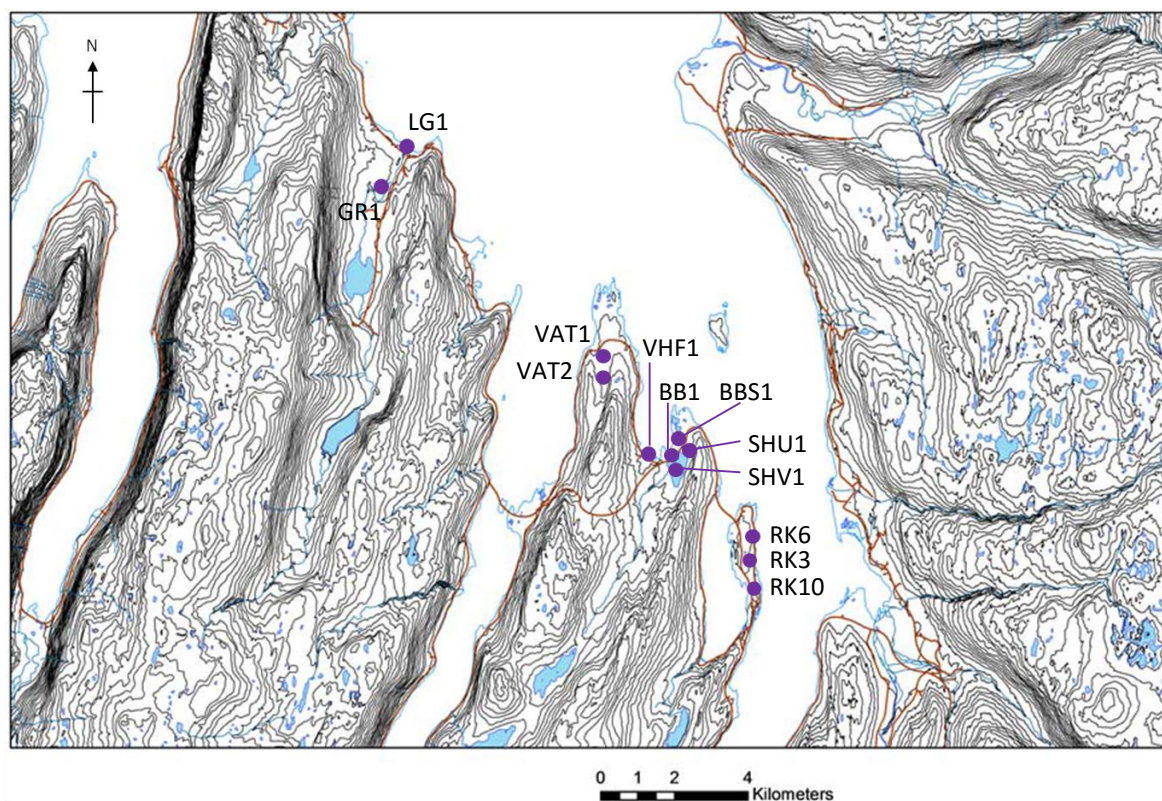 N
LG1
GR1
VAT1
VHF1
VAT2
BB1
BBS1
SHU1
SHV1
RK6
RK3
RK10
0 1 2 4
Kilometers